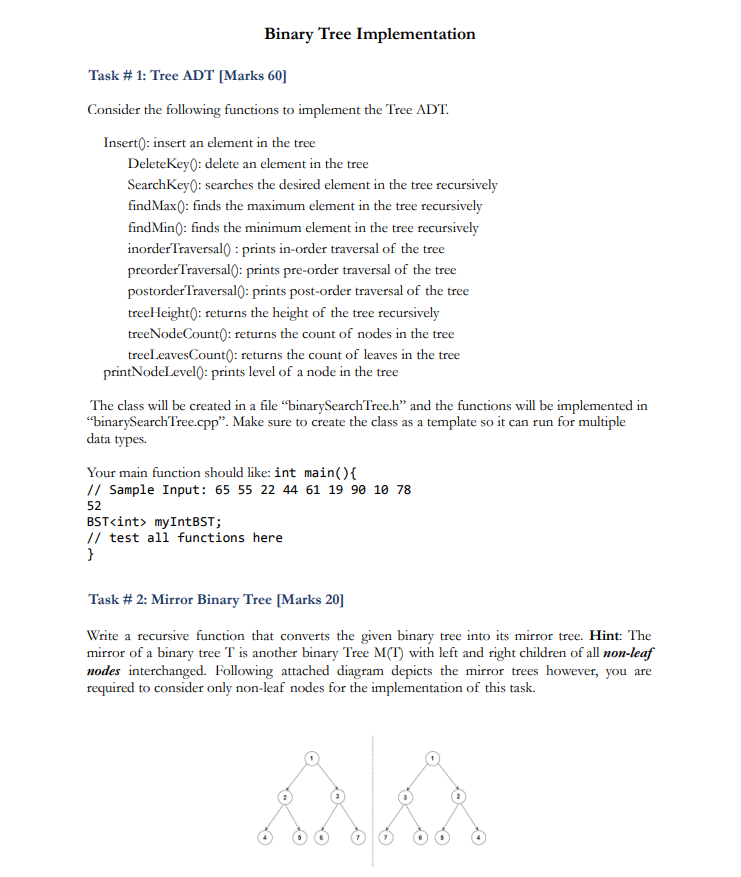 Binary Tree Implementation
Task # 1: Tree ADT [Marks 60]
Consider the following functions to implement the Tree ADT.
Insert(): insert an element in the tree
DeleteKey(): delete an element in the tree
SearchKey(): searches the desired element in the tree recursively
findMax(): finds the maximum element in the tree recursively
findMin(): finds the minimum element in the tree recursively
inorderTraversal() : prints in-order traversal of the tree
preorderTraversal(): prints pre-order traversal of the tree
postorderTraversal(): prints post-order traversal of the tree
treeHeight(): returns the height of the tree recursively
treeNodeCount(): returns the count of nodes in the tree
treeLeavesCount(): returns the count of leaves in the tree
printNodeLevel(): prints level of a node in the tree
The class will be created in a file “binarySearchTree.h” and the functions will be implemented in
“binarySearchTree.cpp”. Make sure to create the class as a template so it can run for multiple
data types.
Your main function should like: int main(){
// Sample Input: 65 55 22 44 61 19 90 10 78
52
BST<int> myIntBST;
// test all functions here
}
Task # 2: Mirror Binary Tree [Marks 20]
Write a recursive function that converts the given binary tree into its mirror tree. Hint: The
mirror of a binary tree T is another binary Tree M(T) with left and right children of all non-leaf
nodes interchanged. Following attached diagram depicts the mirror trees however, you are
required to consider only non-leaf nodes for the implementation of this task.
1 1
2 3 3 2
4 5 6 7 7 6 5 4